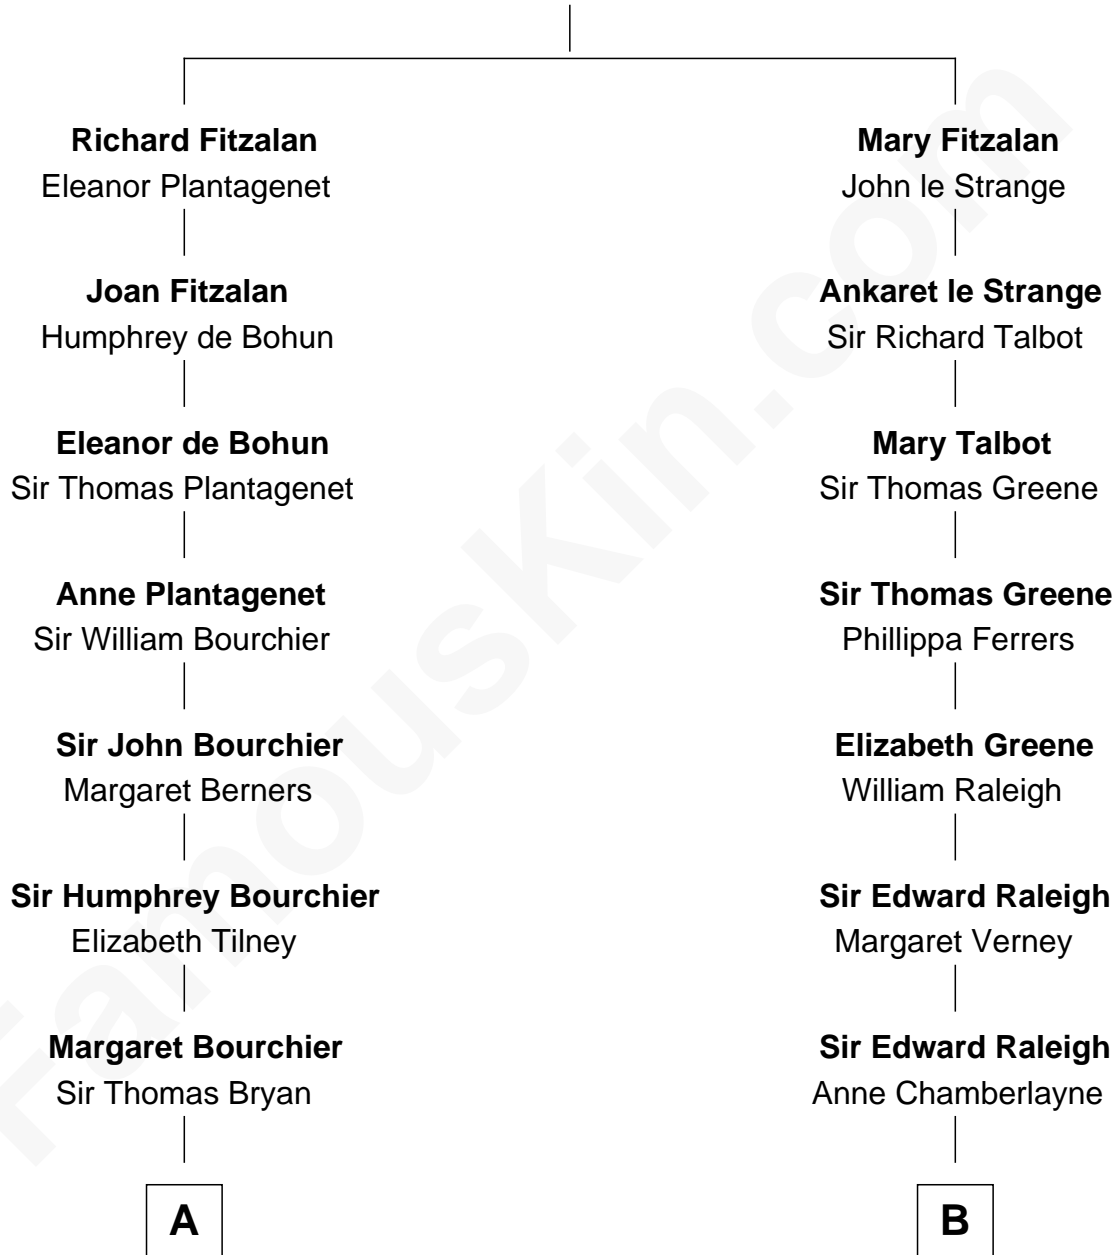 Richard Fitzalan
Eleanor Plantagenet
Joan Fitzalan
Humphrey de Bohun
Eleanor de Bohun
Sir Thomas Plantagenet
Anne Plantagenet
Sir William Bourchier
Sir John Bourchier
Margaret Berners
Sir Humphrey Bourchier
Elizabeth Tilney
Margaret Bourchier
Sir Thomas Bryan
A
Mary Fitzalan
John le Strange
Ankaret le Strange
Sir Richard Talbot
Mary Talbot
Sir Thomas Greene
Sir Thomas Greene
Phillippa Ferrers
Elizabeth Greene
William Raleigh
Sir Edward Raleigh
Margaret Verney
Sir Edward Raleigh
Anne Chamberlayne
B
FamousKin.com